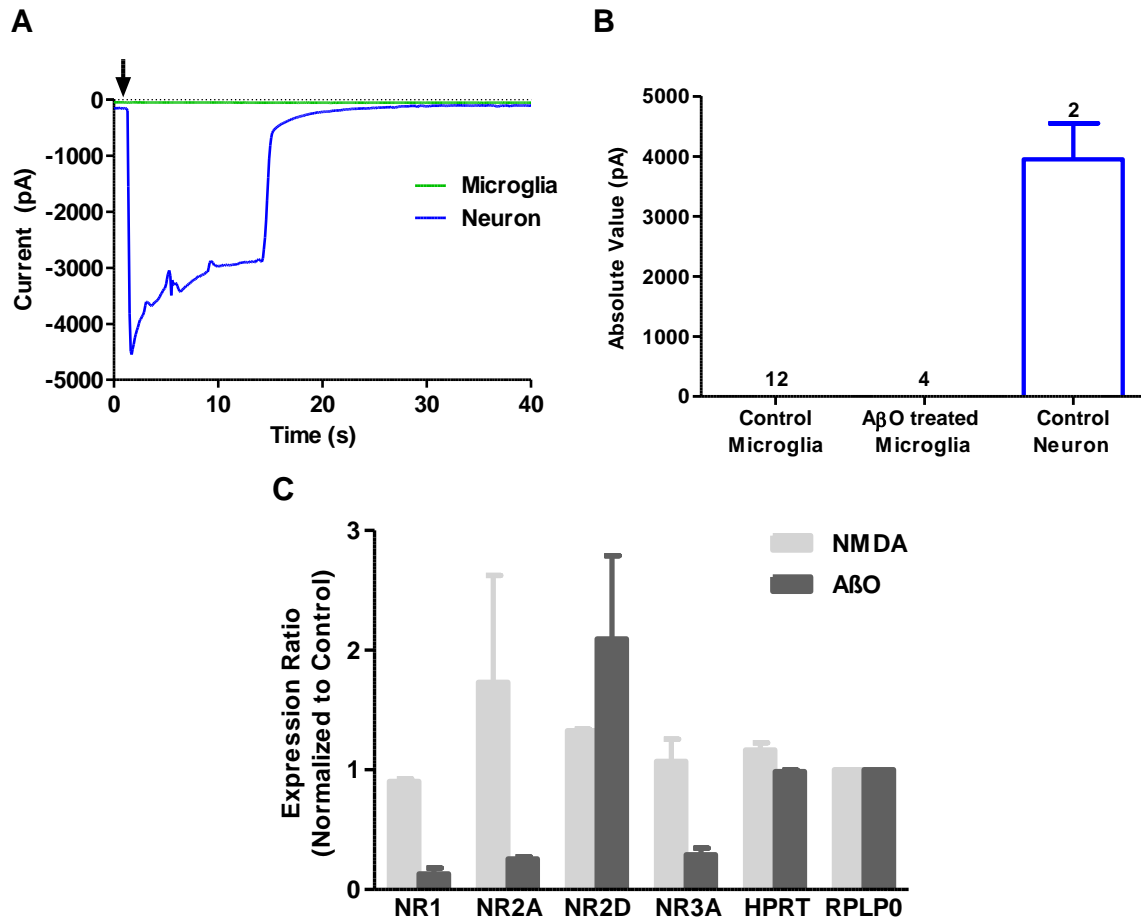 A
0
-1000
-2000
-3000
-4000
-5000
Current (pA)
0 10 20 30 40
Time (s)
Microglia
Neuron
B
5000
4000
3000
2000
1000
0
Absolute Value (pA)
12 4 2
Control Microglia
AβO treated Microglia
Control Neuron
C
3
2
1
0
Expression Ratio
(Normalized to Control)
NMDA
AßO
NR1 NR2A NR2D NR3A HPRT RPLP0